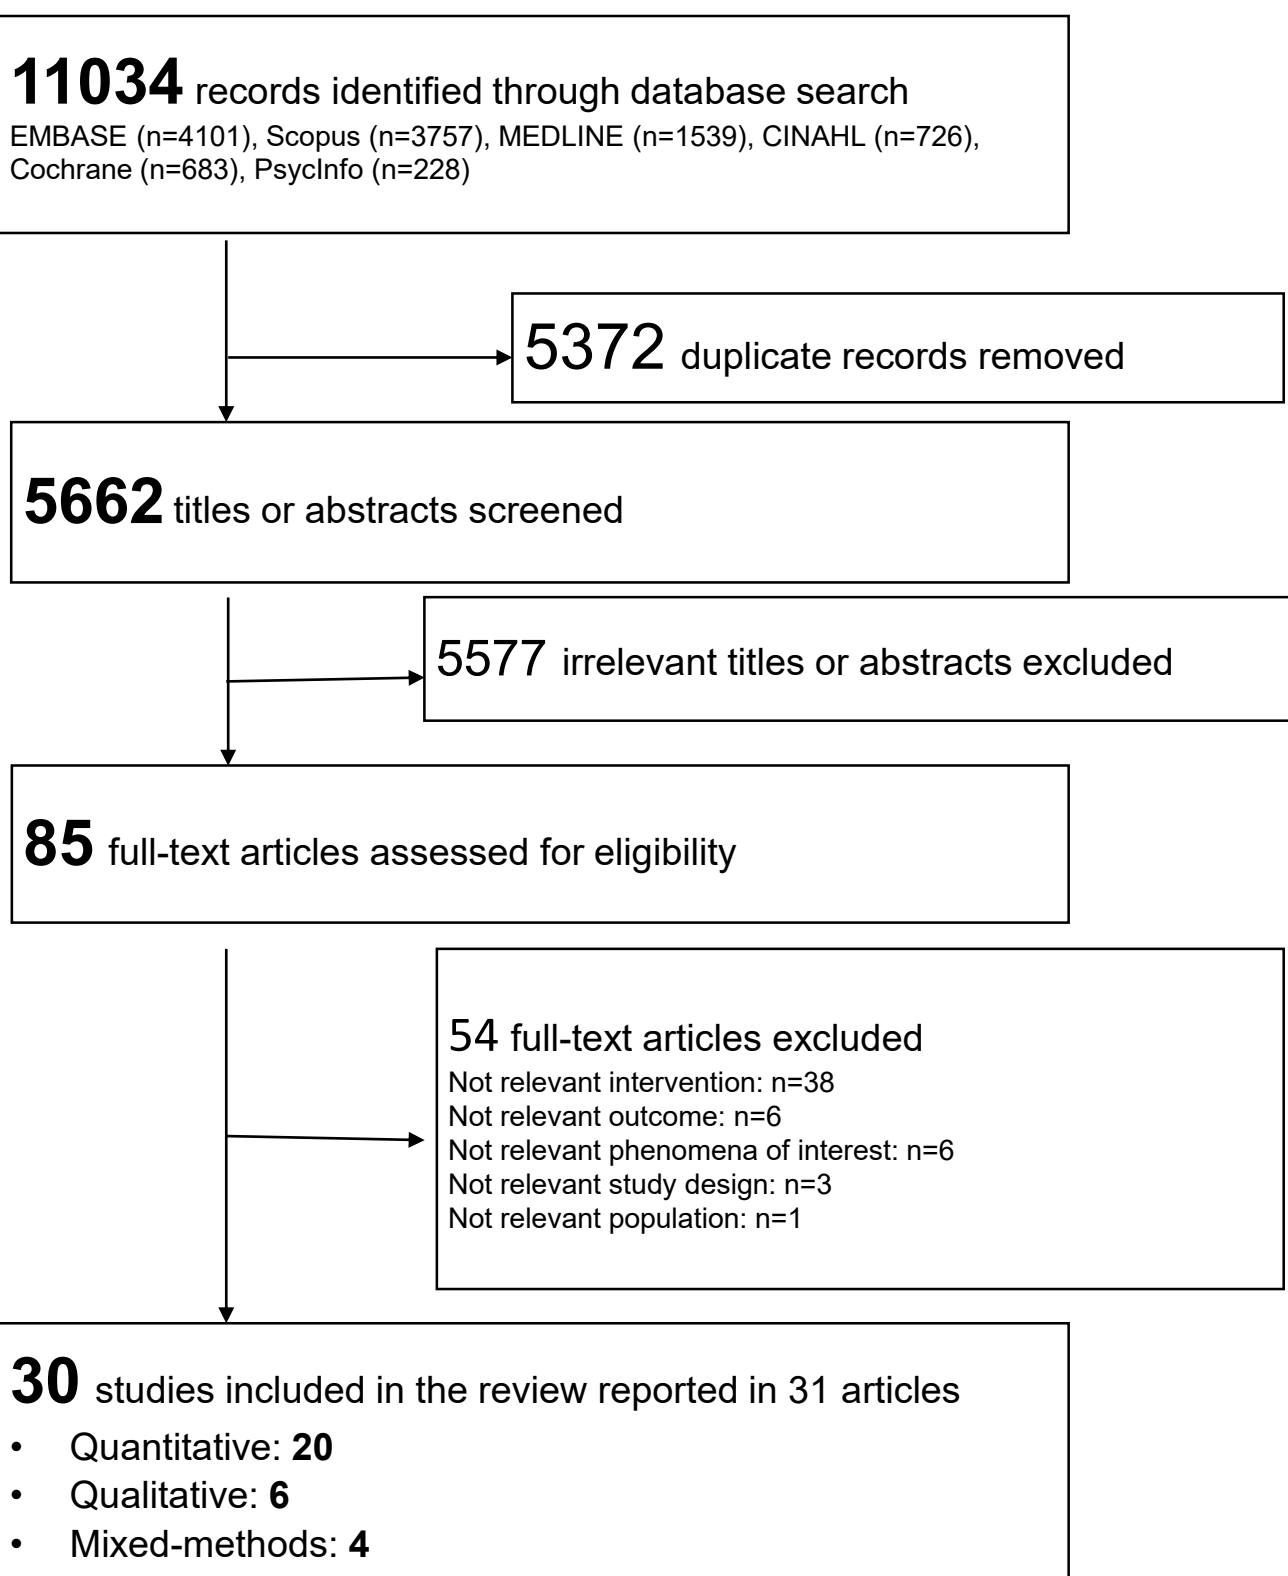 11034 records identified through database search
EMBASE (n=4101), Scopus (n=3757), MEDLINE (n=1539), CINAHL (n=726),
Cochrane (n=683), PsycInfo (n=228)
5372 duplicate records removed
5662 titles or abstracts screened
5577 irrelevant titles or abstracts excluded
85 full-text articles assessed for eligibility
54 full-text articles excluded
Not relevant intervention: n=38
Not relevant outcome: n=6
Not relevant phenomena of interest: n=6
Not relevant study design: n=3
Not relevant population: n=1
30 studies included in the review reported in 31 articles
• Quantitative: 20
• Qualitative: 6
• Mixed-methods: 4